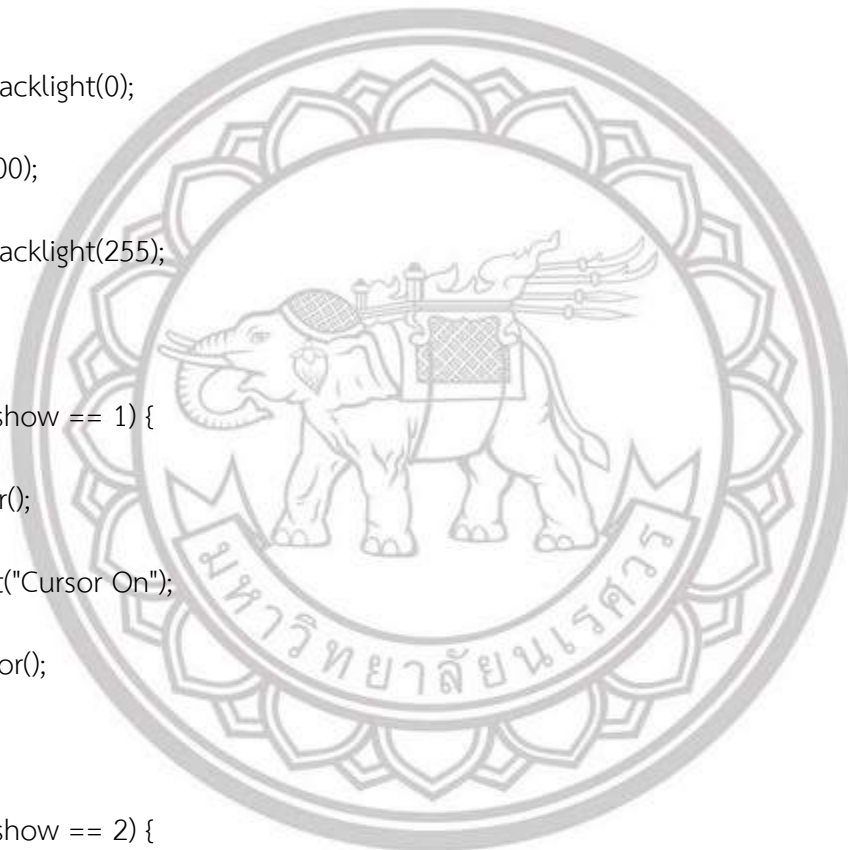 acklight(0);
00);
acklight(255);
show == 1) {
r();
t("Cursor On");
or();
show == 2) {
มหาวิทยาลัยนเรศวร